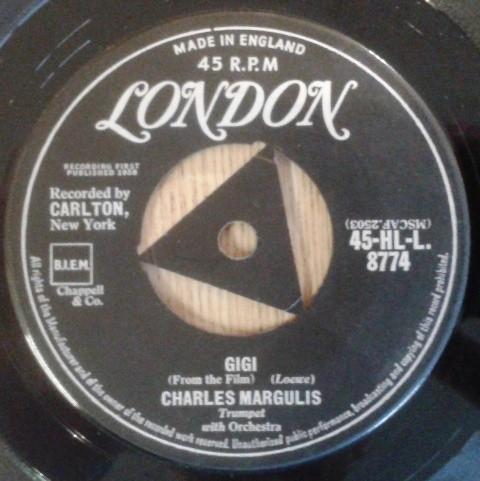 MADE IN ENGLAND
45 R.P.M
LONDON
RECORDING FIRST
PUBLISHED 1958
Recorded by
CARLTON,
New York
B.I.E.M.
Chappell
& Co.
(MSCAF.2503)
45-HL-L.
8774
GIGI
(From the Film) (Loewe)
CHARLES MARGULIS
Trumpet
with Orchestra
All rights of the Manufacturer and of the owner of the recorded work reserved. Unauthorised public performance, broadcasting and copying of this record prohibited.